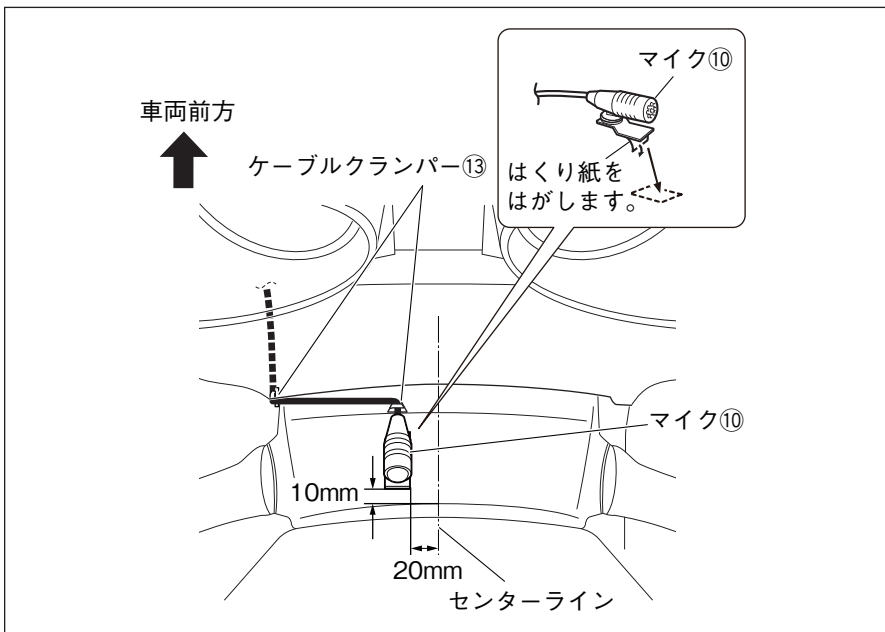 マイク⑩
車両前方
ケーブルクランパー⑬
はくり紙を
はがします。
マイク⑩
10mm
20mm
センターライン